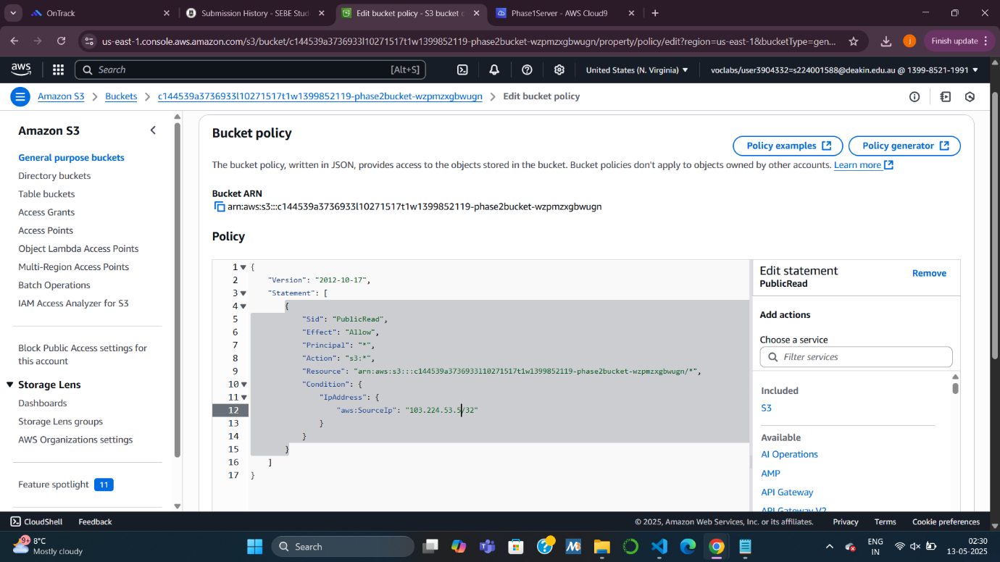 OnTrack
Submission History - SEBE Stud
Edit bucket policy - S3 bucket c
Phase1Server - AWS Cloud9
us-east-1.console.aws.amazon.com/s3/bucket/c144539a3736933l10271517t1w1399852119-phase2bucket-wzpmzxgbwugn/property/policy/edit?region=us-east-1&bucketType=gen...
j
Finish update
aws
Search
[Alt+S]
United States (N. Virginia)
voclabs/user3904332=s224001588@deakin.edu.au @ 1399-8521-1991
Amazon S3 > Buckets > c144539a3736933l10271517t1w1399852119-phase2bucket-wzpmzxgbwugn > Edit bucket policy
Amazon S3
General purpose buckets
Directory buckets
Table buckets
Access Grants
Access Points
Object Lambda Access Points
Multi-Region Access Points
Batch Operations
IAM Access Analyzer for S3
Block Public Access settings for
this account
Storage Lens
Dashboards
Storage Lens groups
AWS Organizations settings
Feature spotlight 11
Bucket policy
Policy examples
Policy generator
The bucket policy, written in JSON, provides access to the objects stored in the bucket. Bucket policies don't apply to objects owned by other accounts. Learn more
Bucket ARN
arn:aws:s3:::c144539a3736933l10271517t1w1399852119-phase2bucket-wzpmzxgbwugn
Policy
1 {
2 "Version": "2012-10-17",
3 "Statement": [
4 {
5 "Sid": "PublicRead",
6 "Effect": "Allow",
7 "Principal": "*",
8 "Action": "s3:*",
9 "Resource": "arn:aws:s3:::c144539a3736933l10271517t1w1399852119-phase2bucket-wzpmzxgbwugn/*",
10 "Condition": {
11 "IpAddress": {
12 "aws:SourceIp": "103.224.53.5/32"
13 }
14 }
15 }
16 ]
17 }
Edit statement
Remove
PublicRead
Add actions
Choose a service
Filter services
Included
S3
Available
AI Operations
AMP
API Gateway
API Gateway V2
CloudShell
Feedback
© 2025, Amazon Web Services, Inc. or its affiliates.
Privacy
Terms
Cookie preferences
9+
8°C
Mostly cloudy
Search
ENG
IN
02:30
13-05-2025